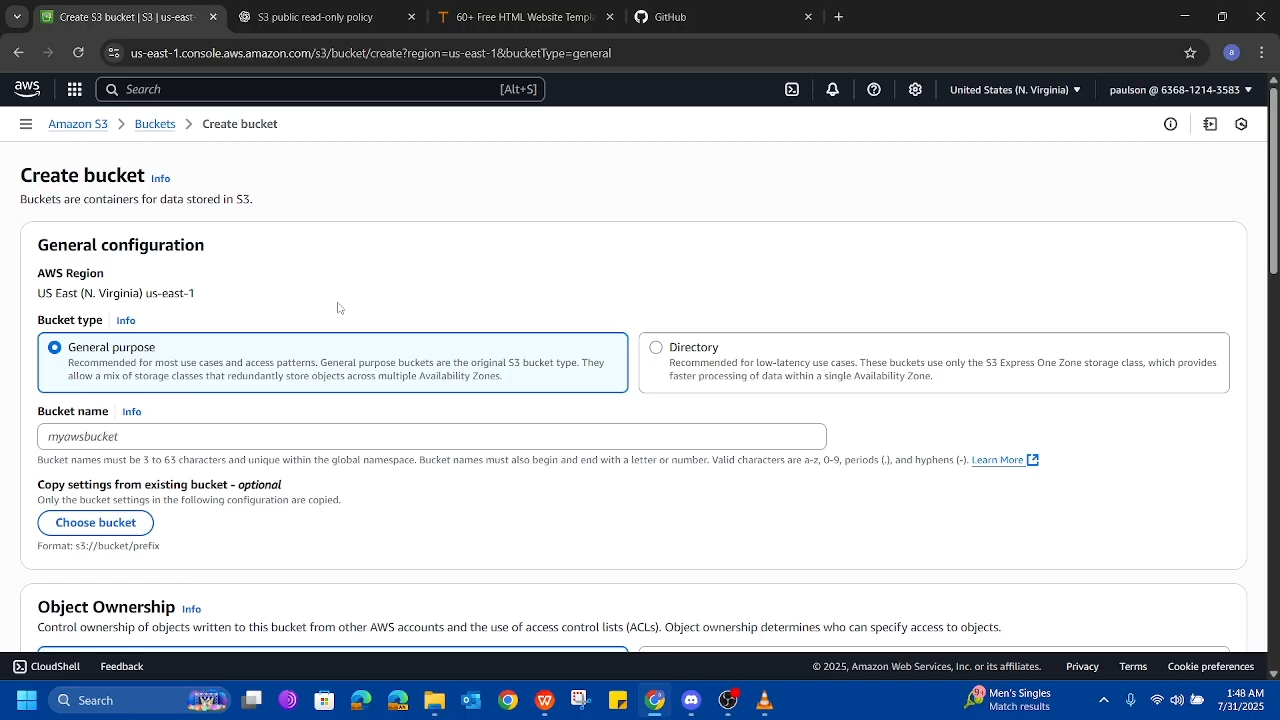 Create S3 bucket | S3 | us-east-
S3 public read-only policy
60+ Free HTML Website Templa
GitHub
us-east-1.console.aws.amazon.com/s3/bucket/create?region=us-east-1&bucketType=general
a
aws
Search
[Alt+S]
United States (N. Virginia)
paulson @ 6368-1214-3583
Amazon S3
Buckets
Create bucket
Create bucket Info
Buckets are containers for data stored in S3.
General configuration
AWS Region
US East (N. Virginia) us-east-1
Bucket type Info
General purpose
Recommended for most use cases and access patterns. General purpose buckets are the original S3 bucket type. They
allow a mix of storage classes that redundantly store objects across multiple Availability Zones.
Directory
Recommended for low-latency use cases. These buckets use only the S3 Express One Zone storage class, which provides
faster processing of data within a single Availability Zone.
Bucket name Info
myawsbucket
Bucket names must be 3 to 63 characters and unique within the global namespace. Bucket names must also begin and end with a letter or number. Valid characters are a-z, 0-9, periods (.), and hyphens (-). Learn More
Copy settings from existing bucket - optional
Only the bucket settings in the following configuration are copied.
Choose bucket
Format: s3://bucket/prefix
Object Ownership Info
Control ownership of objects written to this bucket from other AWS accounts and the use of access control lists (ACLs). Object ownership determines who can specify access to objects.
CloudShell
Feedback
© 2025, Amazon Web Services, Inc. or its affiliates.
Privacy
Terms
Cookie preferences
Search
Men's Singles
Match results
1:48 AM
7/31/2025